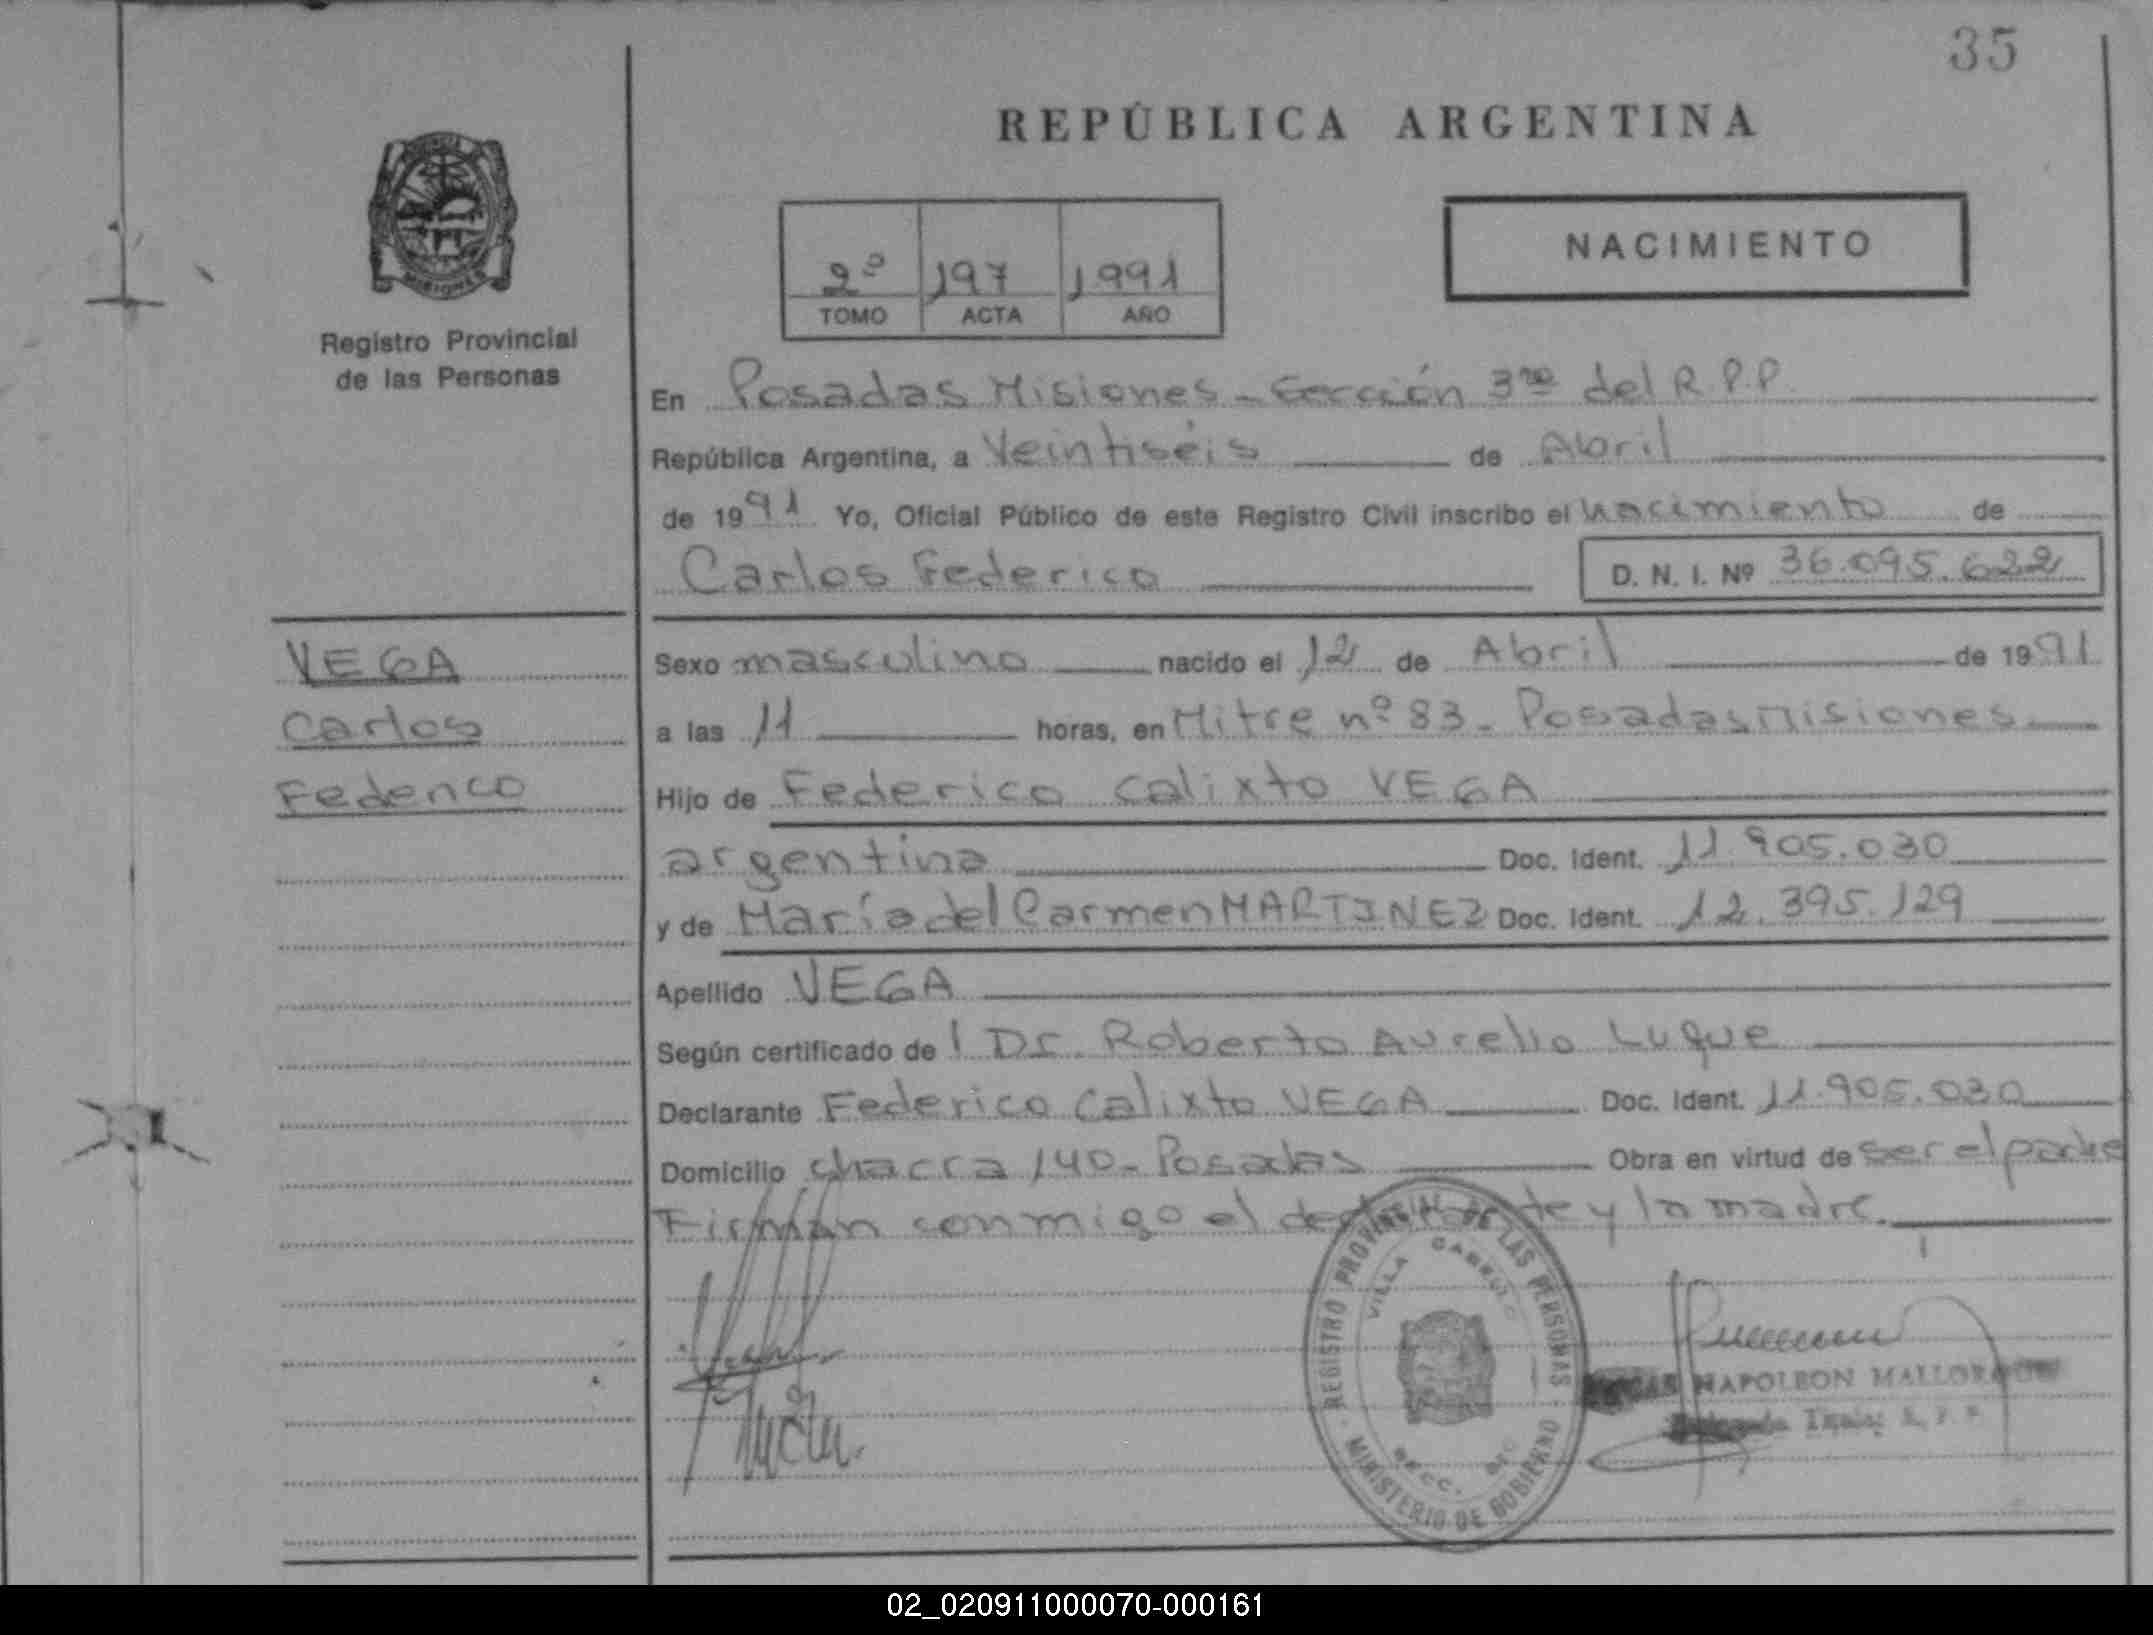 35
REPÚBLICA ARGENTINA
NACIMIENTO
2º 197 1991
TOMO ACTA AÑO
Registro Provincial
de las Personas
En Posadas Misiones - Sección 3ra del R.P.P.
República Argentina, a Veintiséis de Abril
de 1991 Yo, Oficial Público de este Registro Civil inscribo el nacimiento de
Carlos Federico D. N. I. Nº 36.095.622
VEGA
Carlos
Federico
Sexo masculino nacido el 12 de Abril de 1991
a las 11 horas, en Mitre nº 83 - Posadas Misiones
Hijo de Federico Calixto VEGA
argentina Doc. Ident. 11.905.030
y de María del Carmen MARTINEZ Doc. Ident. 12.395.129
Apellido VEGA
Según certificado de l Dr. Roberto Aurelio Luque
Declarante Federico Calixto VEGA Doc. Ident. 11.905.030
Domicilio chacra 140 - Posadas Obra en virtud de ser el padre
Firman conmigo el declarante y la madre.
REGISTRO PROVINCIAL DE LAS PERSONAS
VILLA CABELLO
SECC.
MINISTERIO DE GOBIERNO
NAPOLEON
02_020911000070-000161